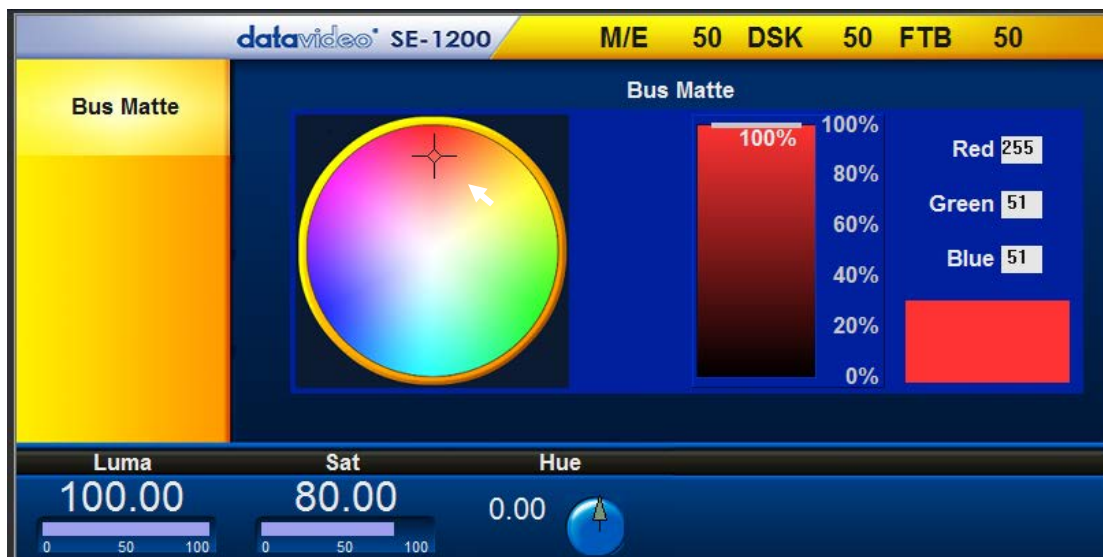 datavideo SE-1200 M/E 50 DSK 50 FTB 50
Bus Matte
Bus Matte
100%
100%
80%
60%
40%
20%
0%
Red 255
Green 51
Blue 51
Luma Sat Hue
100.00 80.00 0.00
0 50 100 0 50 100